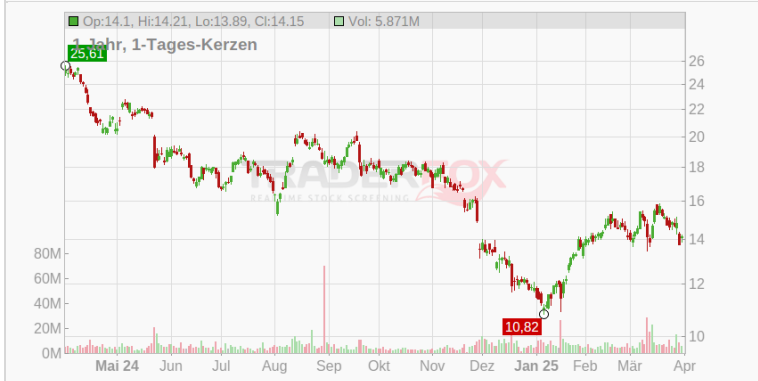 Op:14.1, Hi:14.21, Lo:13.89, Cl:14.15 Vol: 5.871M
1 Jahr, 1-Tages-Kerzen
25,61
26
24
22
20
18
TRADERFOX
REALTIME STOCK SCREENING
16
14
80M
60M
12
40M
10,82
20M
10
0M
Mai 24 Jun Jul Aug Sep Okt Nov Dez Jan 25 Feb Mär Apr